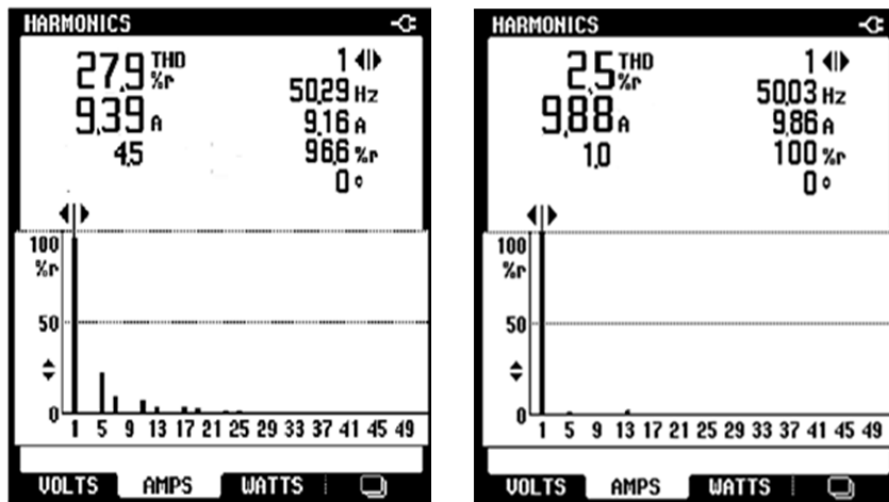 HARMONICS
27.9 THD %r
1
50.29 Hz
9.39 A
9.16 A
4.5
96.6 %r
0 °
100
%r
50
0
1 5 9 13 17 21 25 29 33 37 41 45 49
VOLTS AMPS WATTS
HARMONICS
2.5 THD %r
1
50.03 Hz
9.88 A
9.86 A
1.0
100 %r
0 °
100
%r
50
0
1 5 9 13 17 21 25 29 33 37 41 45 49
VOLTS AMPS WATTS